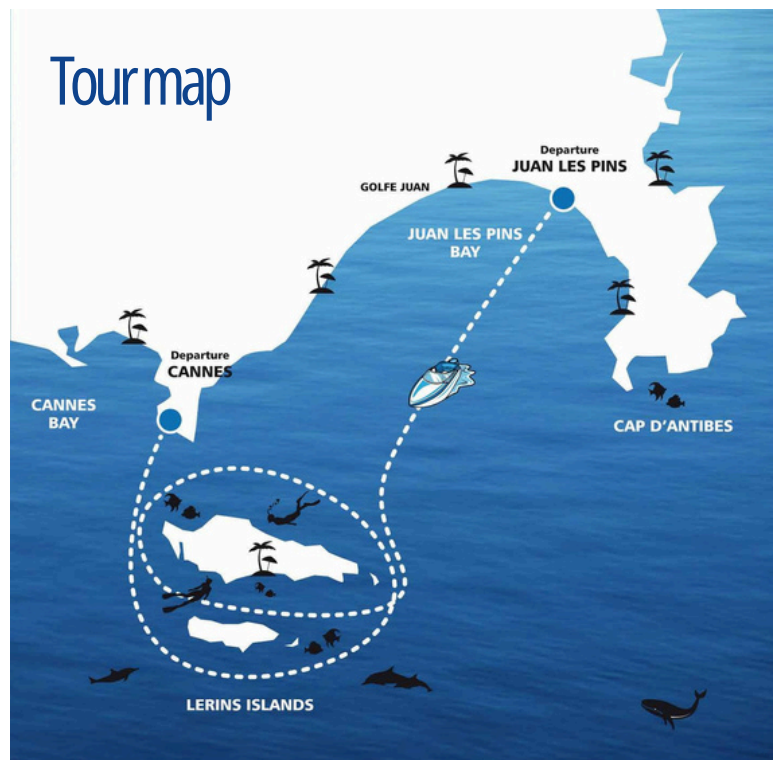 Tour map
Departure
JUAN LES PINS
GOLFE JUAN
JUAN LES PINS
BAY
Departure
CANNES
CANNES
BAY
CAP D'ANTIBES
LERINS ISLANDS